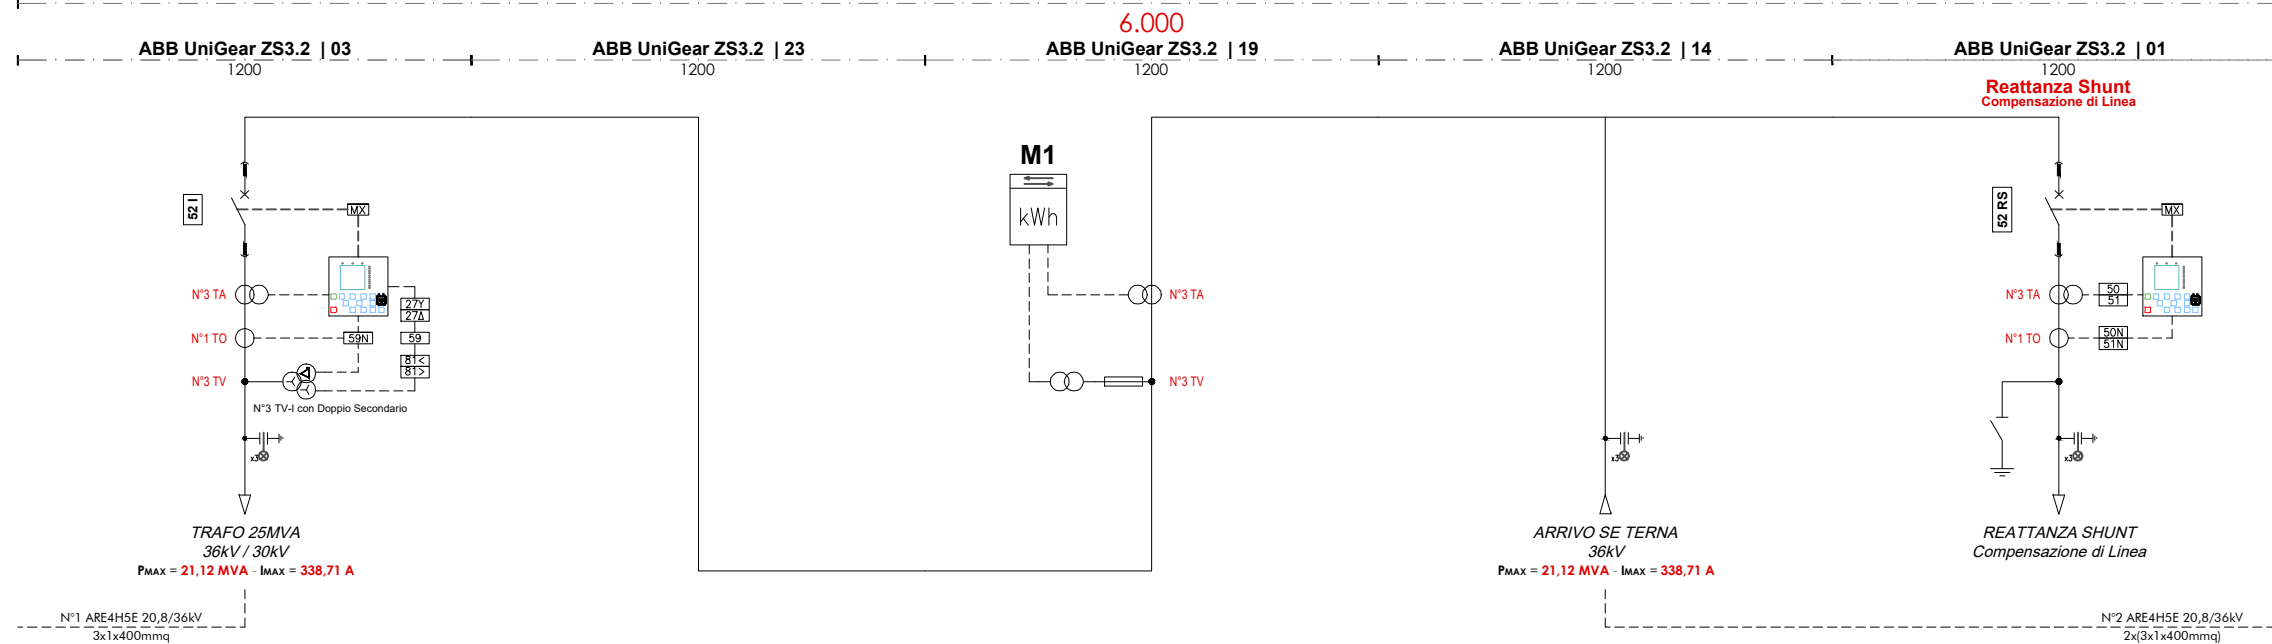 6.000
ABB UniGear ZS3.2 | 03
ABB UniGear ZS3.2 | 23
ABB UniGear ZS3.2 | 19
ABB UniGear ZS3.2 | 14
ABB UniGear ZS3.2 | 01
1200
1200
1200
1200
1200
Reattanza Shunt
Compensazione di Linea
M1
kWh
52 I
MX
N°3 TA
27Y
27Δ
N°1 TO
59N
59
81<
81>
N°3 TV
N°3 TV-I con Doppio Secondario
x3
N°3 TA
N°3 TV
x3
52 RS
MX
N°3 TA
50
51
N°1 TO
50N
51N
x3
TRAFO 25MVA
36kV / 30kV
PMAX = 21,12 MVA - IMAX = 338,71 A
ARRIVO SE TERNA
36kV
PMAX = 21,12 MVA - IMAX = 338,71 A
REATTANZA SHUNT
Compensazione di Linea
N°1 ARE4H5E 20,8/36kV
3x1x400mmq
N°2 ARE4H5E 20,8/36kV
2x(3x1x400mmq)